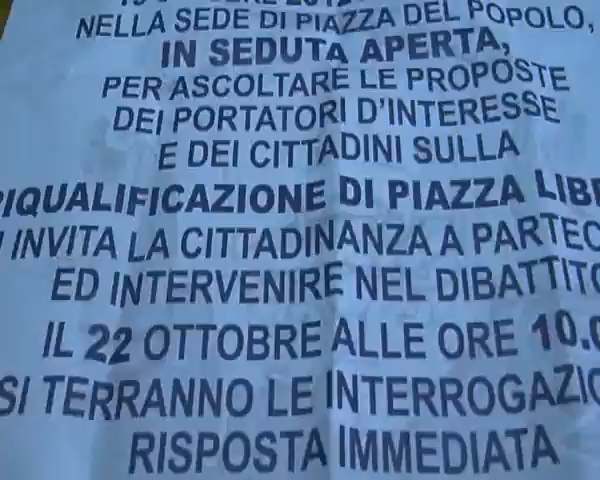 NELLA SEDE DI PIAZZA DEL POPOLO,
IN SEDUTA APERTA,
PER ASCOLTARE LE PROPOSTE
DEI PORTATORI D'INTERESSE
E DEI CITTADINI SULLA
IQUALIFICAZIONE DI PIAZZA LIBE
INVITA LA CITTADINANZA A PARTEC
ED INTERVENIRE NEL DIBATTITO
IL 22 OTTOBRE ALLE ORE 10.0
SI TERRANNO LE INTERROGAZIO
RISPOSTA IMMEDIATA